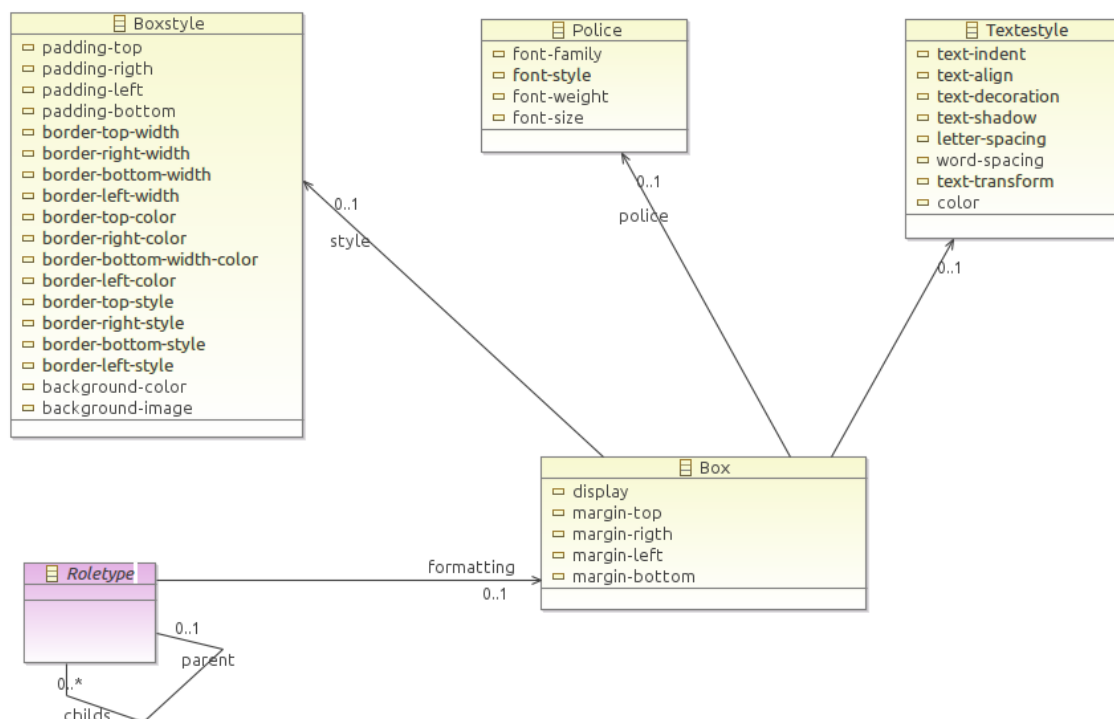 Boxstyle
padding-top
padding-rigth
padding-left
padding-bottom
border-top-width
border-right-width
border-bottom-width
border-left-width
border-top-color
border-right-color
border-bottom-width-color
border-left-color
border-top-style
border-right-style
border-bottom-style
border-left-style
background-color
background-image
Police
font-family
font-style
font-weight
font-size
Textestyle
text-indent
text-align
text-decoration
text-shadow
letter-spacing
word-spacing
text-transform
color
0..1
style
0..1
police
0..1
Box
display
margin-top
margin-rigth
margin-left
margin-bottom
Roletype
formatting
0..1
0..1
parent
0..*
childs